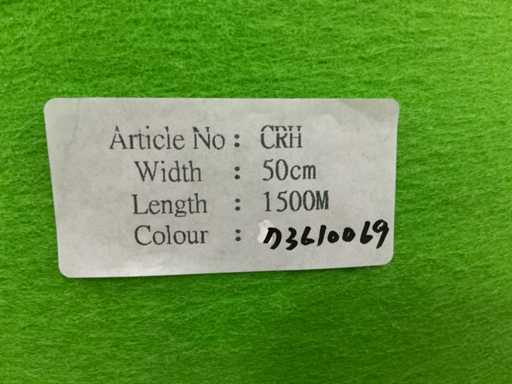 Article No : CRH
Width : 50cm
Length : 1500M
Colour : D3610069